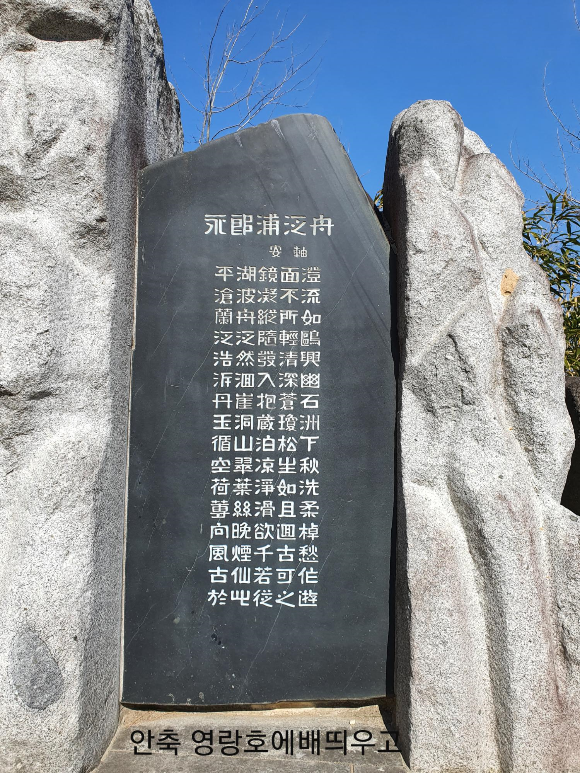 永郞浦泛舟
安軸
平湖鏡面澄
滄波凝不流
蘭舟縱所如
泛泛隨輕鷗
浩然發清興
泝洄入深幽
丹崖抱蒼石
玉洞蔵瓊洲
循山泊松下
空翠凉生秋
荷葉淨如洗
蓴絲滑且柔
向晚欲迴棹
風煙千古愁
古仙若可作
於此從之遊
안축 영랑호에배띄우고